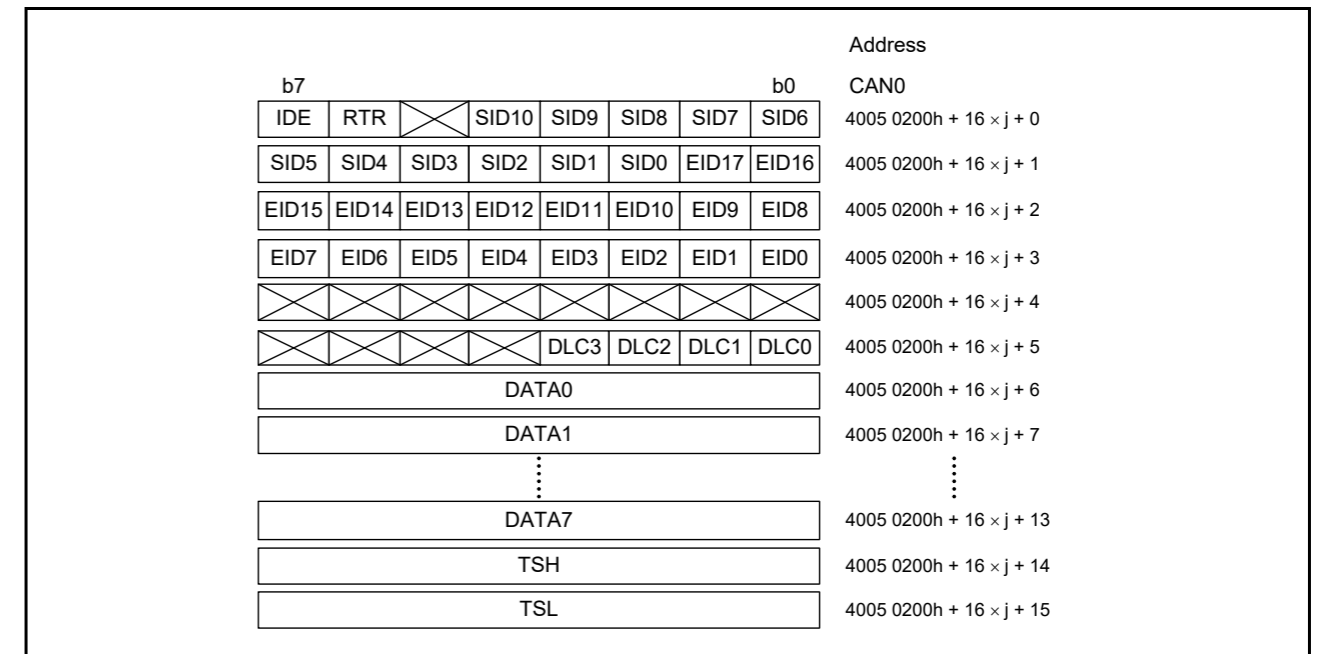 Address
b7 b0 CAN0
IDE RTR SID10 SID9 SID8 SID7 SID6 4005 0200h + 16 × j + 0
SID5 SID4 SID3 SID2 SID1 SID0 EID17 EID16 4005 0200h + 16 × j + 1
EID15 EID14 EID13 EID12 EID11 EID10 EID9 EID8 4005 0200h + 16 × j + 2
EID7 EID6 EID5 EID4 EID3 EID2 EID1 EID0 4005 0200h + 16 × j + 3
4005 0200h + 16 × j + 4
DLC3 DLC2 DLC1 DLC0 4005 0200h + 16 × j + 5
DATA0 4005 0200h + 16 × j + 6
DATA1 4005 0200h + 16 × j + 7
DATA7 4005 0200h + 16 × j + 13
TSH 4005 0200h + 16 × j + 14
TSL 4005 0200h + 16 × j + 15